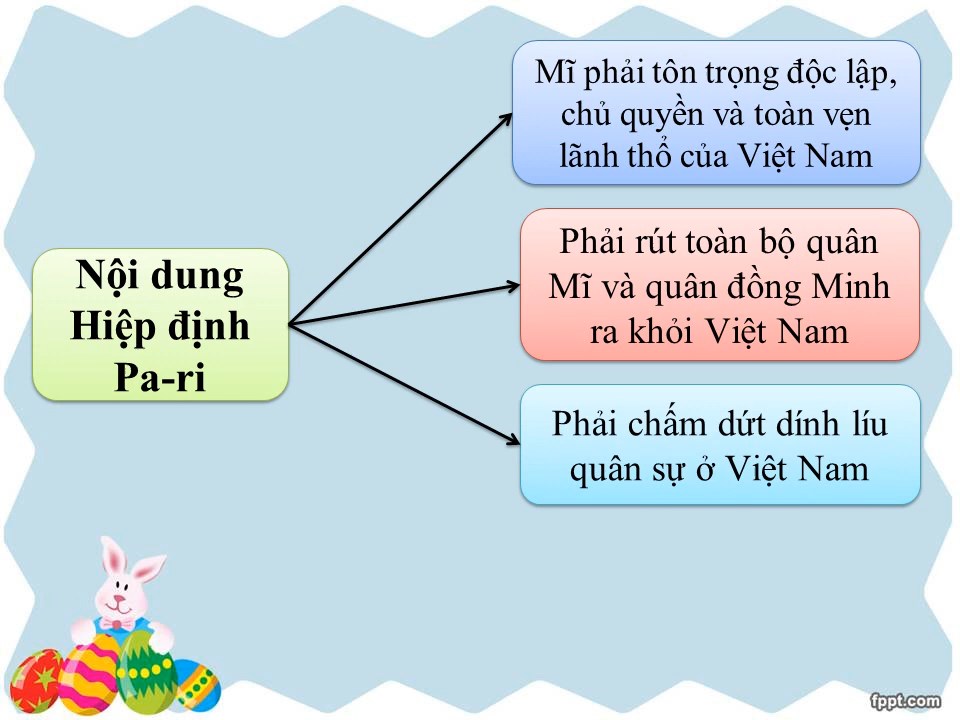 Nội dung
Hiệp định
Pa-ri
Mĩ phải tôn trọng độc lập,
chủ quyền và toàn vẹn
lãnh thổ của Việt Nam
Phải rút toàn bộ quân
Mĩ và quân đồng Minh
ra khỏi Việt Nam
Phải chấm dứt dính líu
quân sự ở Việt Nam
fppt.com